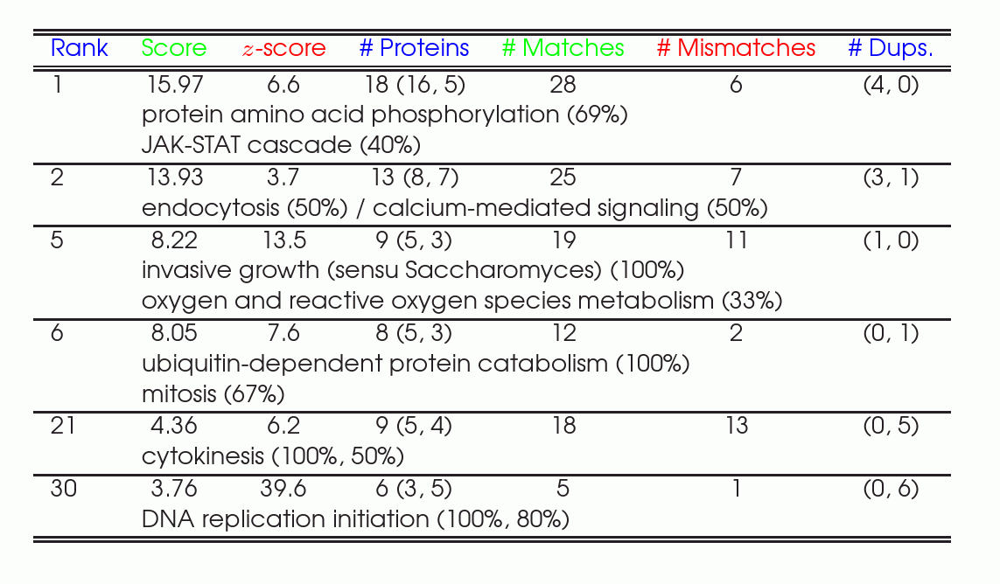 Rank Score z-score # Proteins # Matches # Mismatches # Dups.
1 15.97 6.6 18 (16, 5) 28 6 (4, 0)
protein amino acid phosphorylation (69%)
JAK-STAT cascade (40%)
2 13.93 3.7 13 (8, 7) 25 7 (3, 1)
endocytosis (50%) / calcium-mediated signaling (50%)
5 8.22 13.5 9 (5, 3) 19 11 (1, 0)
invasive growth (sensu Saccharomyces) (100%)
oxygen and reactive oxygen species metabolism (33%)
6 8.05 7.6 8 (5, 3) 12 2 (0, 1)
ubiquitin-dependent protein catabolism (100%)
mitosis (67%)
21 4.36 6.2 9 (5, 4) 18 13 (0, 5)
cytokinesis (100%, 50%)
30 3.76 39.6 6 (3, 5) 5 1 (0, 6)
DNA replication initiation (100%, 80%)